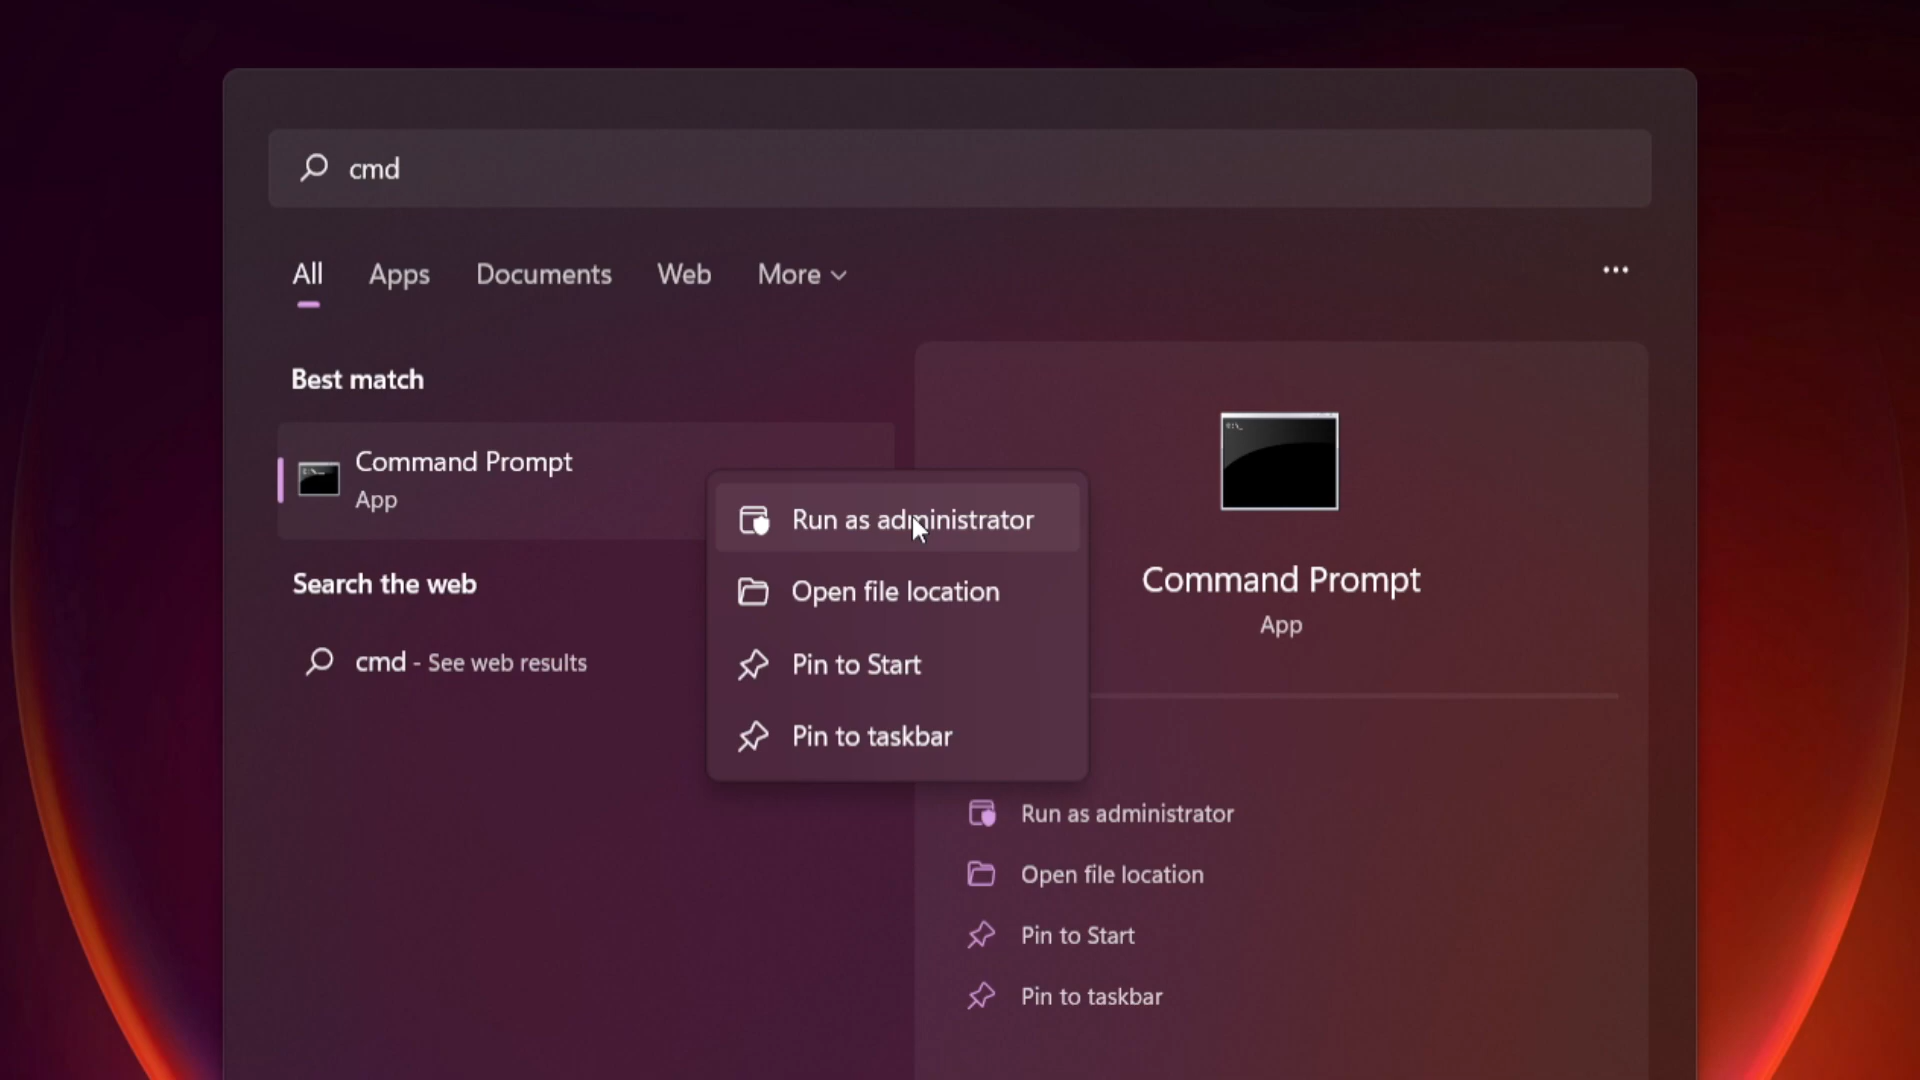 cmd
All Apps Documents Web More
Best match
Command Prompt
App
Search the web
cmd - See web results
Run as administrator
Open file location
Pin to Start
Pin to taskbar
Command Prompt
App
Run as administrator
Open file location
Pin to Start
Pin to taskbar